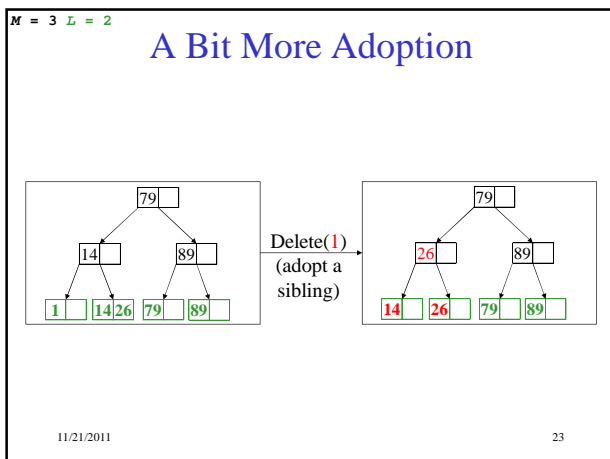 M = 3 L = 2
A Bit More Adoption
79
14 89
1 14 26 79 89
Delete(1)
(adopt a
sibling)
79
26 89
14 26 79 89
11/21/2011 23